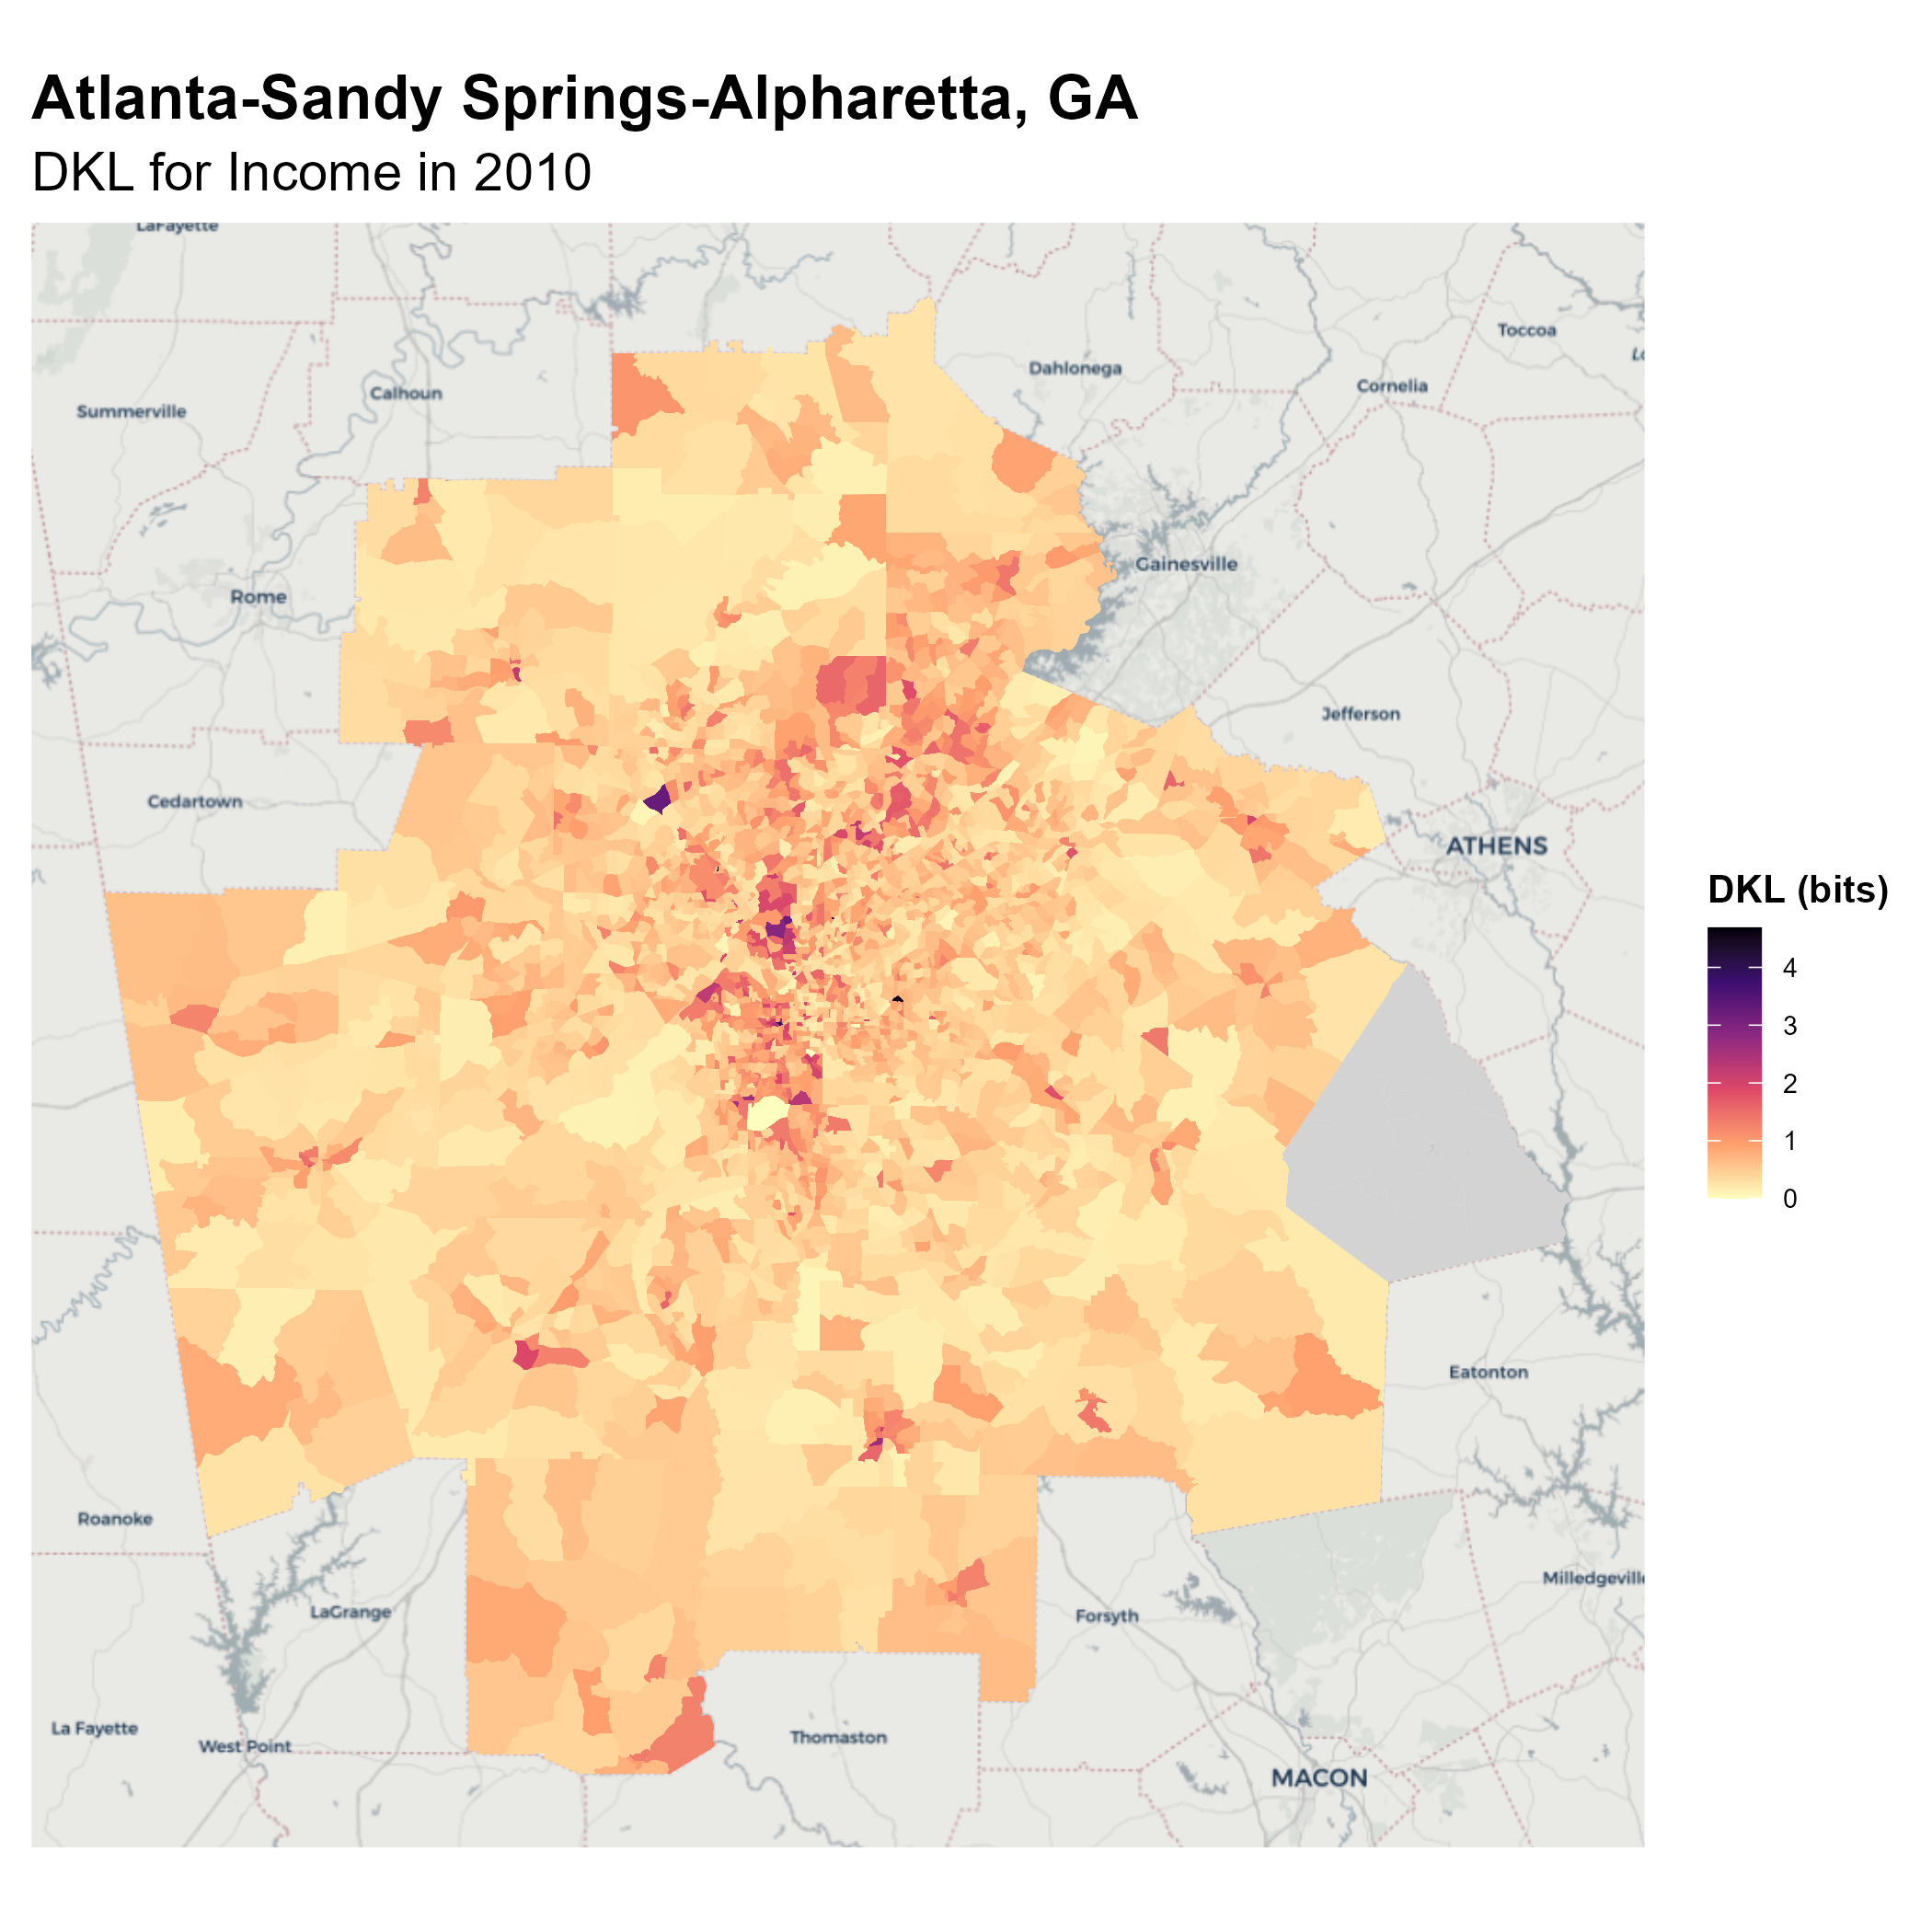 Atlanta-Sandy Springs-Alpharetta, GA
DKL for Income in 2010
LaFayette
Toccoa
Dahlonega
Calhoun
Cornelia
Summerville
Gainesville
Rome
Jefferson
Cedartown
ATHENS
DKL (bits)
4
3
2
1
0
Eatonton
Roanoke
Milledgeville
LaGrange
Forsyth
La Fayette
West Point
Thomaston
MACON